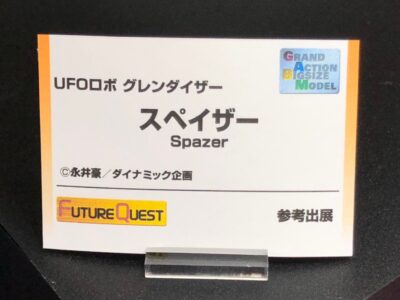 GRAND
ACTION
BIGSIZE
MODEL
UFOロボ グレンダイザー
スペイザー
Spazer
©永井豪／ダイナミック企画
FUTURE QUEST
参考出展